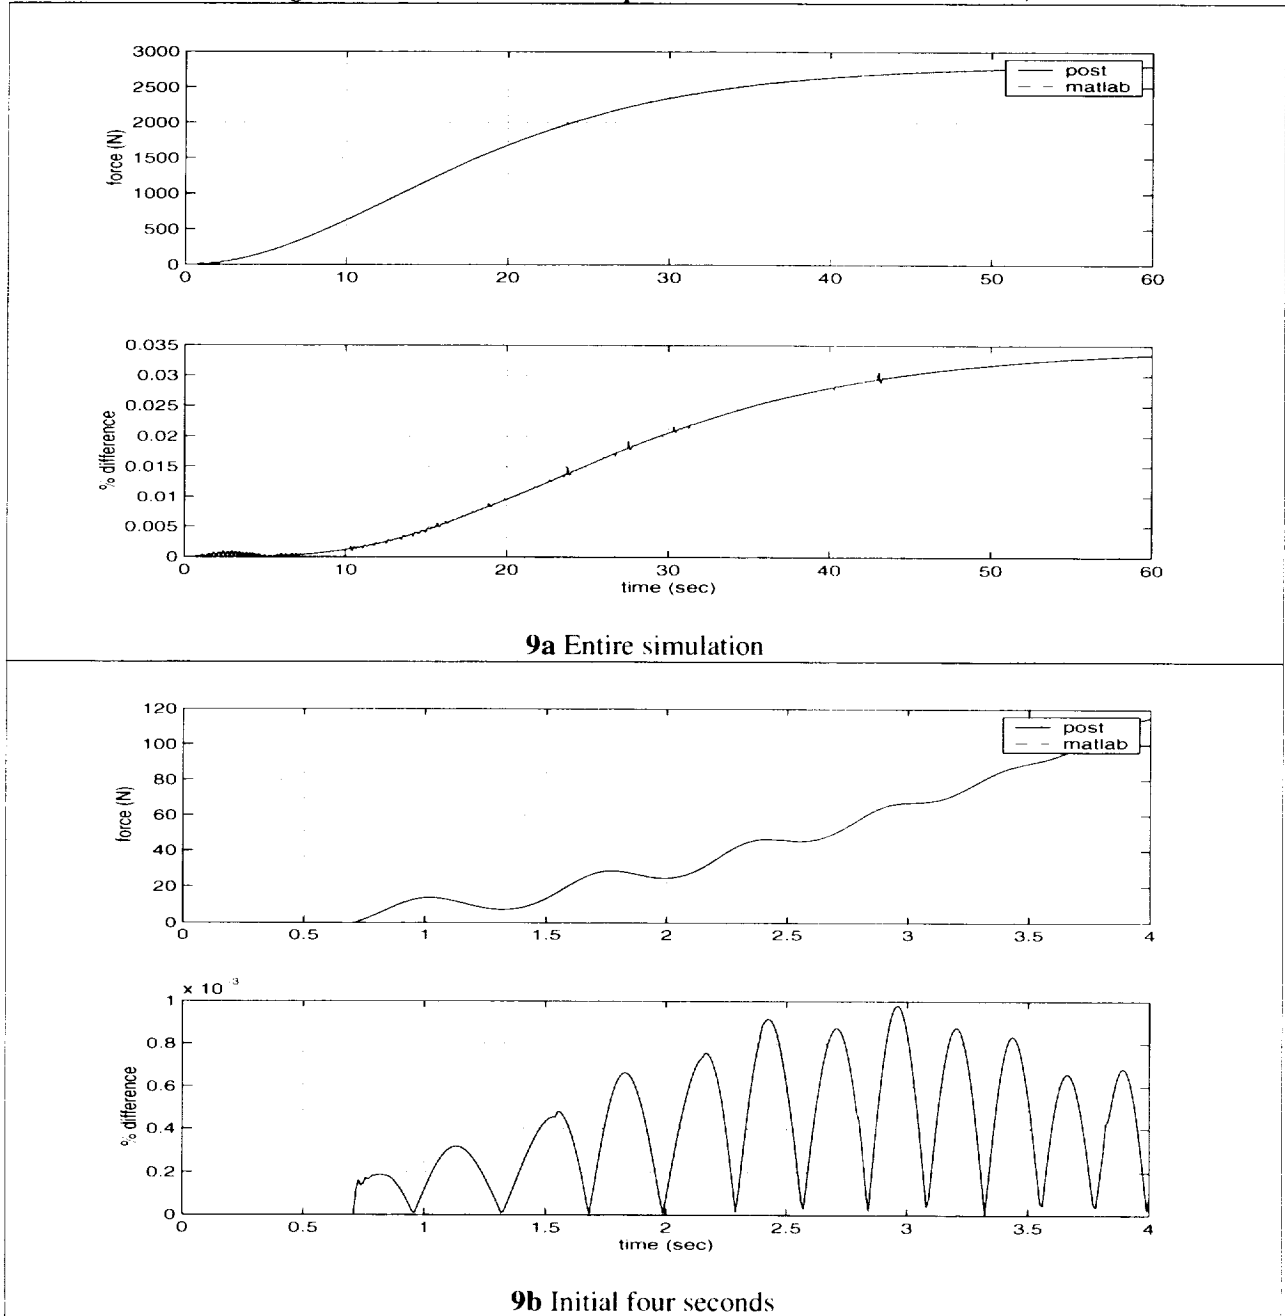 3000
2500
2000
1500
1000
500
0
force (N)
post
matlab
0 10 20 30 40 50 60
0.035
0.03
0.025
0.02
0.015
0.01
0.005
0
% difference
0 10 20 30 40 50 60
time (sec)
9a Entire simulation
120
100
80
60
40
20
0
force (N)
post
matlab
0 0.5 1 1.5 2 2.5 3 3.5 4
× 10⁻³
1
0.8
0.6
0.4
0.2
0
% difference
0 0.5 1 1.5 2 2.5 3 3.5 4
time (sec)
9b Initial four seconds